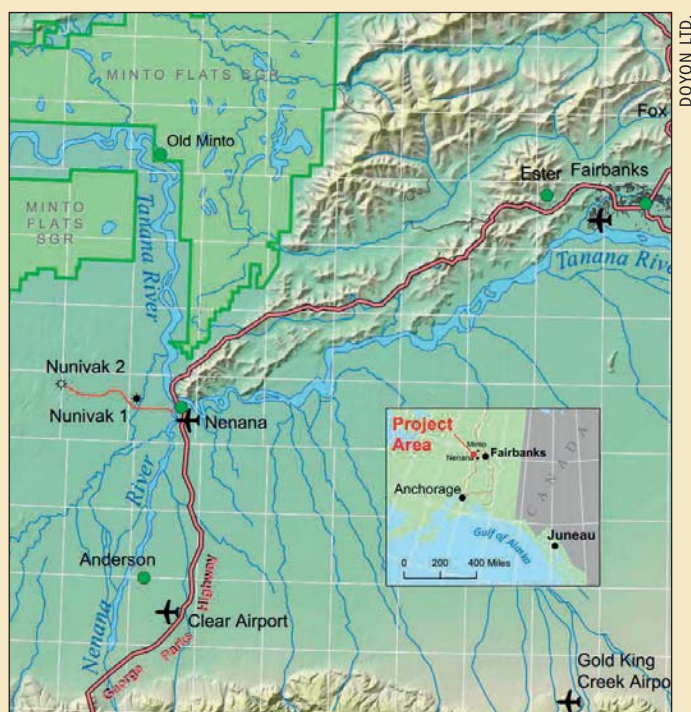 DOYON LTD.
MINTO FLATS SGR
Old Minto
Fox
Ester
Fairbanks
MINTO
FLATS
SGR
Tanana River
Tanana River
Nunivak 2
Nunivak 1
Nenana
Project
Area
Minto
Nenana
Fairbanks
CANADA
Anchorage
Gulf of Alaska
Juneau
0 200 400 Miles
Nenana River
Anderson
Clear Airport
George Parks Highway
Gold King
Creek Airpo